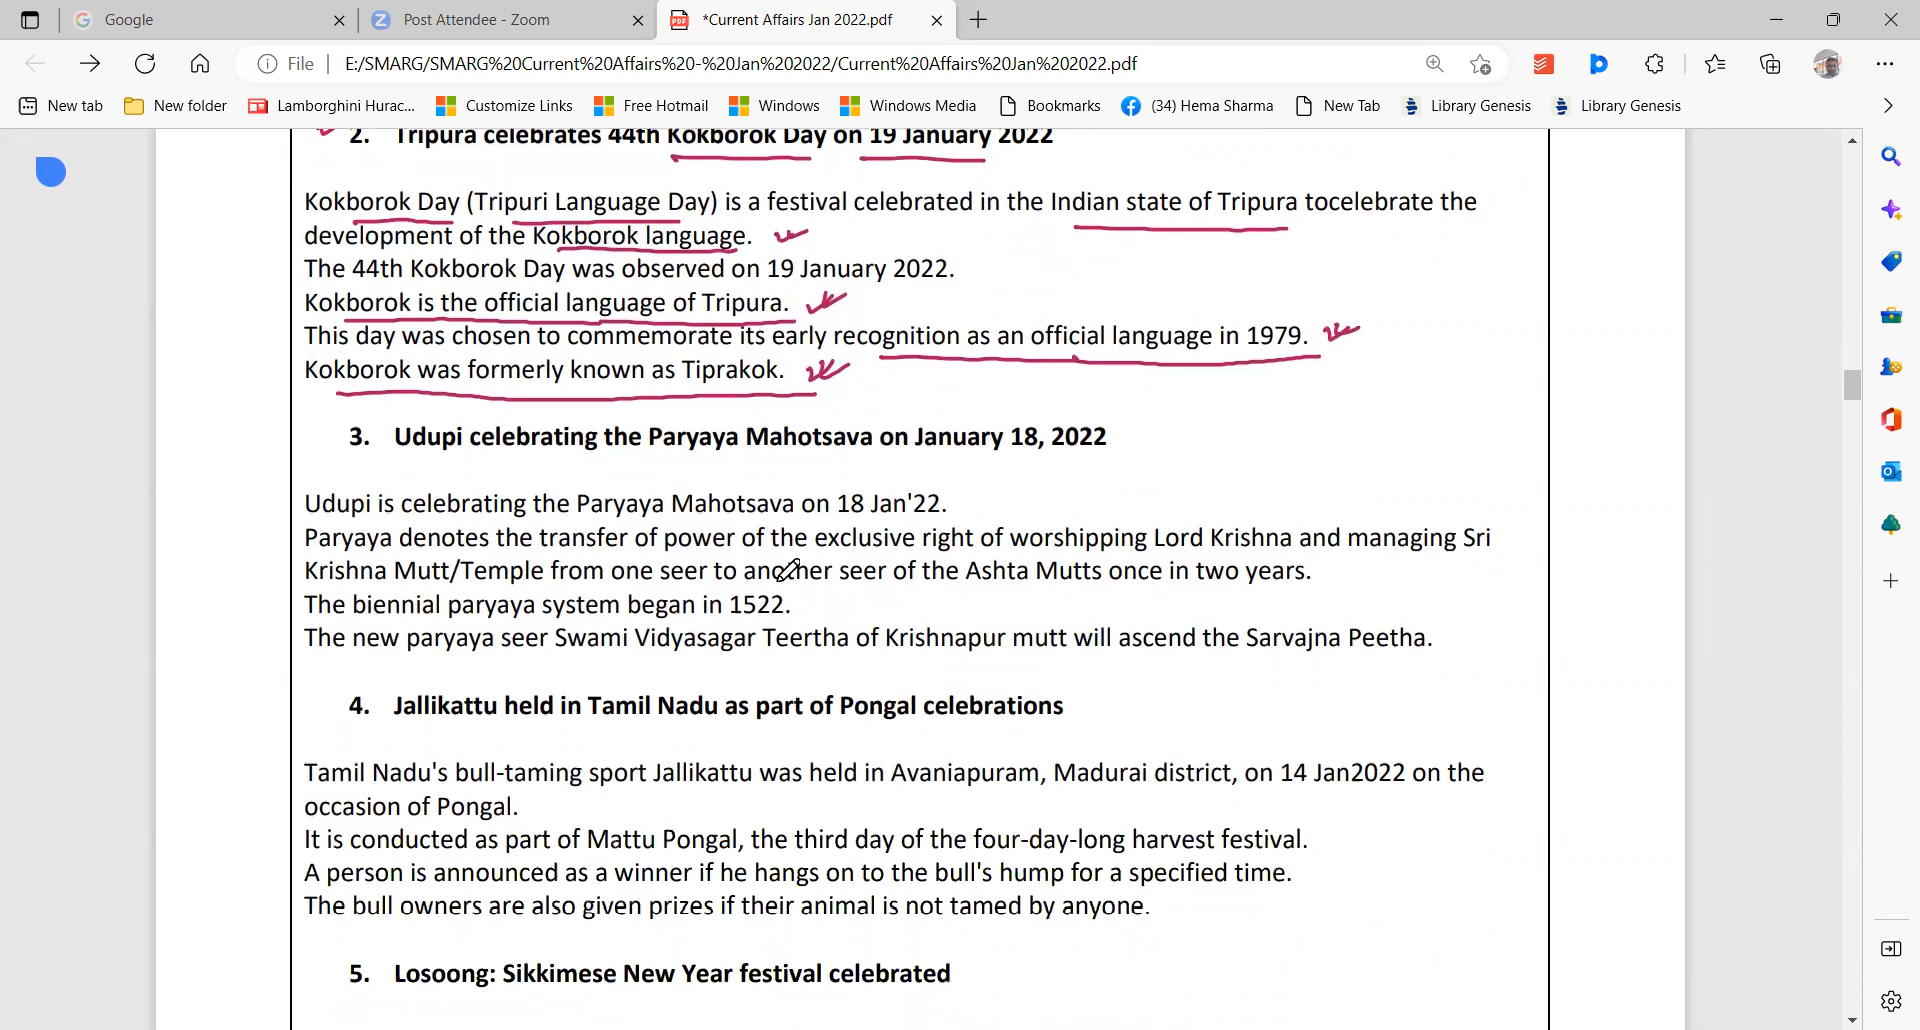 Google
Post Attendee - Zoom
*Current Affairs Jan 2022.pdf
File
E:/SMARG/SMARG%20Current%20Affairs%20-%20Jan%202022/Current%20Affairs%20Jan%202022.pdf
New tab
New folder
Lamborghini Hurac...
Customize Links
Free Hotmail
Windows
Windows Media
Bookmarks
(34) Hema Sharma
New Tab
Library Genesis
Library Genesis
2. Tripura celebrates 44th Kokborok Day on 19 January 2022
Kokborok Day (Tripuri Language Day) is a festival celebrated in the Indian state of Tripura tocelebrate the
development of the Kokborok language.
The 44th Kokborok Day was observed on 19 January 2022.
Kokborok is the official language of Tripura.
This day was chosen to commemorate its early recognition as an official language in 1979.
Kokborok was formerly known as Tiprakok.
3. Udupi celebrating the Paryaya Mahotsava on January 18, 2022
Udupi is celebrating the Paryaya Mahotsava on 18 Jan'22.
Paryaya denotes the transfer of power of the exclusive right of worshipping Lord Krishna and managing Sri
Krishna Mutt/Temple from one seer to another seer of the Ashta Mutts once in two years.
The biennial paryaya system began in 1522.
The new paryaya seer Swami Vidyasagar Teertha of Krishnapur mutt will ascend the Sarvajna Peetha.
4. Jallikattu held in Tamil Nadu as part of Pongal celebrations
Tamil Nadu's bull-taming sport Jallikattu was held in Avaniapuram, Madurai district, on 14 Jan2022 on the
occasion of Pongal.
It is conducted as part of Mattu Pongal, the third day of the four-day-long harvest festival.
A person is announced as a winner if he hangs on to the bull's hump for a specified time.
The bull owners are also given prizes if their animal is not tamed by anyone.
5. Losoong: Sikkimese New Year festival celebrated